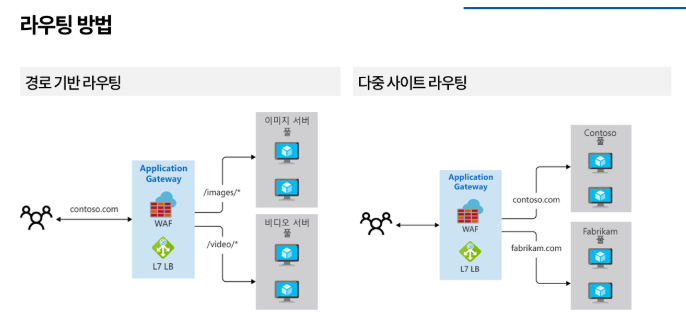 라우팅 방법
경로 기반 라우팅
contoso.com
Application
Gateway
WAF
L7 LB
/images/*
/video/*
이미지 서버
풀
비디오 서버
풀
다중 사이트 라우팅
Application
Gateway
WAF
L7 LB
contoso.com
fabrikam.com
Contoso
풀
Fabrikam
풀